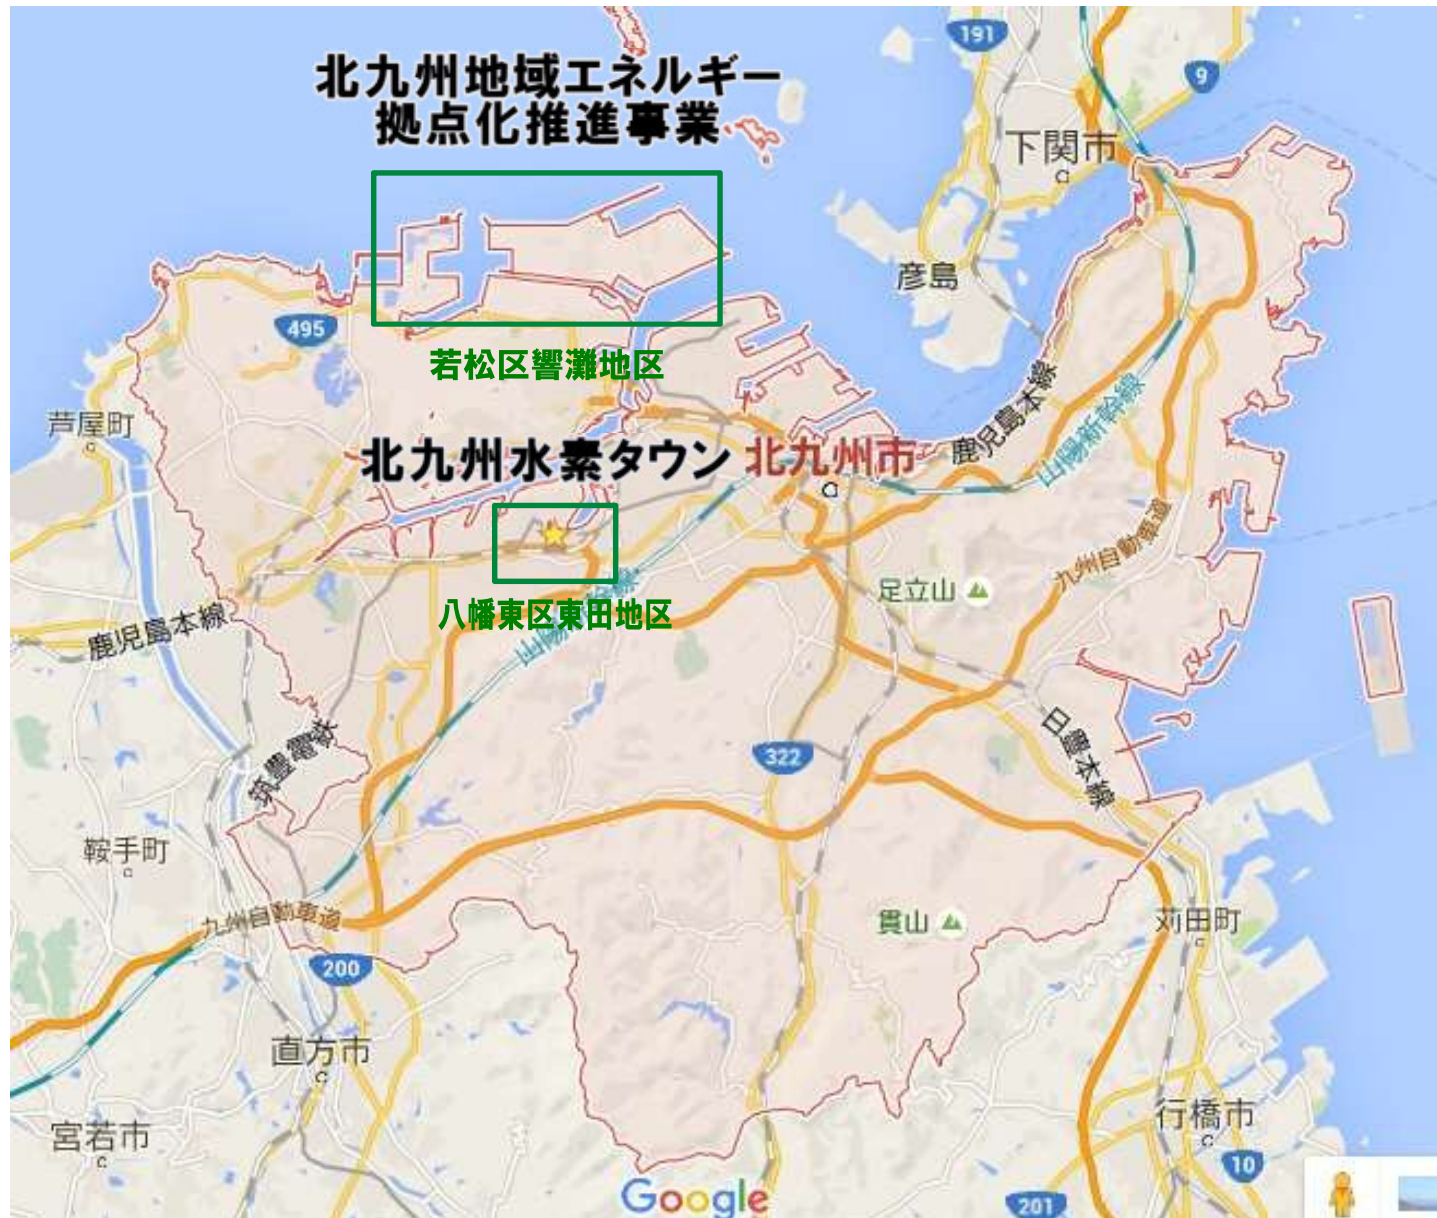 191
北九州地域エネルギー
9
拠点化推進事業
下関市
彦島
495
若松区響灘地区
鹿児島本線
山陽新幹線
芦屋町
北九州水素タウン
北九州市
九州自動車道
足立山
八幡東区東田地区
鹿児島本線
山陽新幹線
筑豊電鉄
322
日豊本線
鞍手町
九州自動車道
貫山
苅田町
200
直方市
宮若市
行橋市
10
Google
201